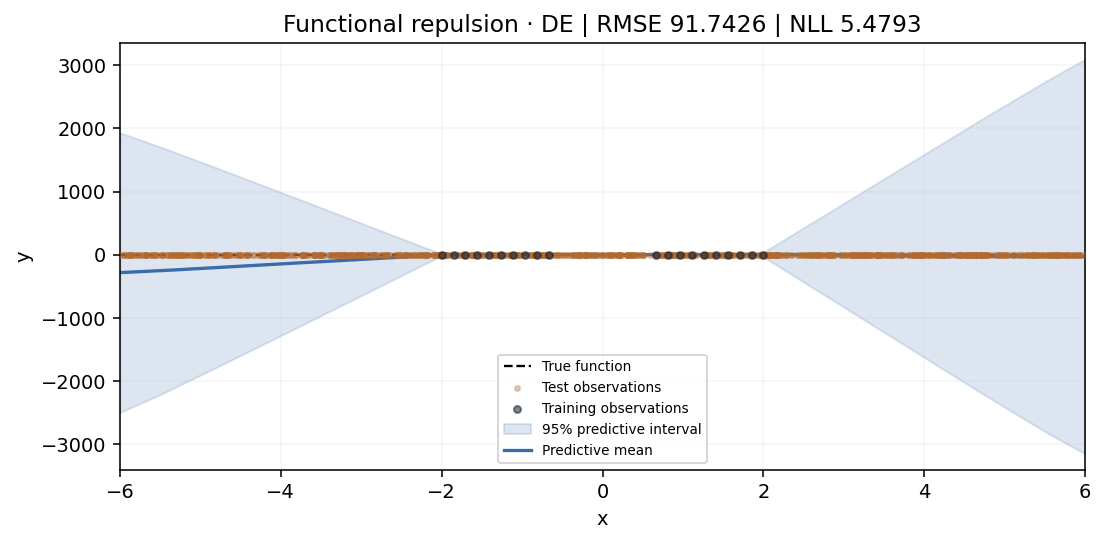 Functional repulsion · DE | RMSE 91.7426 | NLL 5.4793
3000
2000
1000
0
−1000
−2000
−3000
y
True function
Test observations
Training observations
95% predictive interval
Predictive mean
−6
−4
−2
0
2
4
6
x